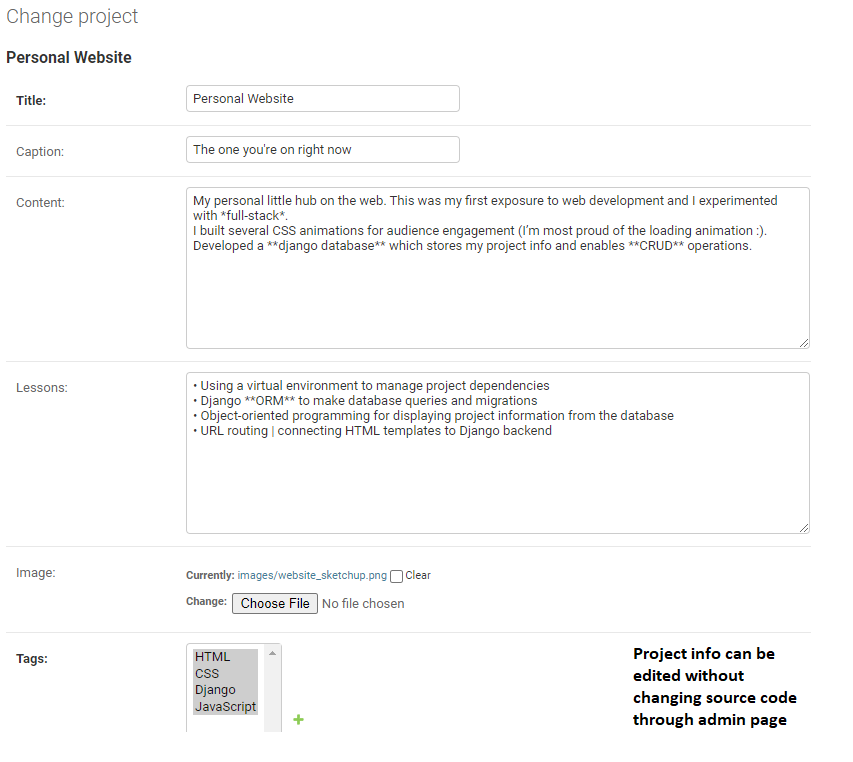 Change project
Personal Website
Title:
Personal Website
Caption:
The one you're on right now
Content:
My personal little hub on the web. This was my first exposure to web development and I experimented
with *full-stack*.
I built several CSS animations for audience engagement (I’m most proud of the loading animation :).
Developed a **django database** which stores my project info and enables **CRUD** operations.
Lessons:
• Using a virtual environment to manage project dependencies
• Django **ORM** to make database queries and migrations
• Object-oriented programming for displaying project information from the database
• URL routing | connecting HTML templates to Django backend
Image:
Currently: images/website_sketchup.png Clear
Change: Choose File No file chosen
Tags:
HTML
CSS
Django
JavaScript
Project info can be
edited without
changing source code
through admin page